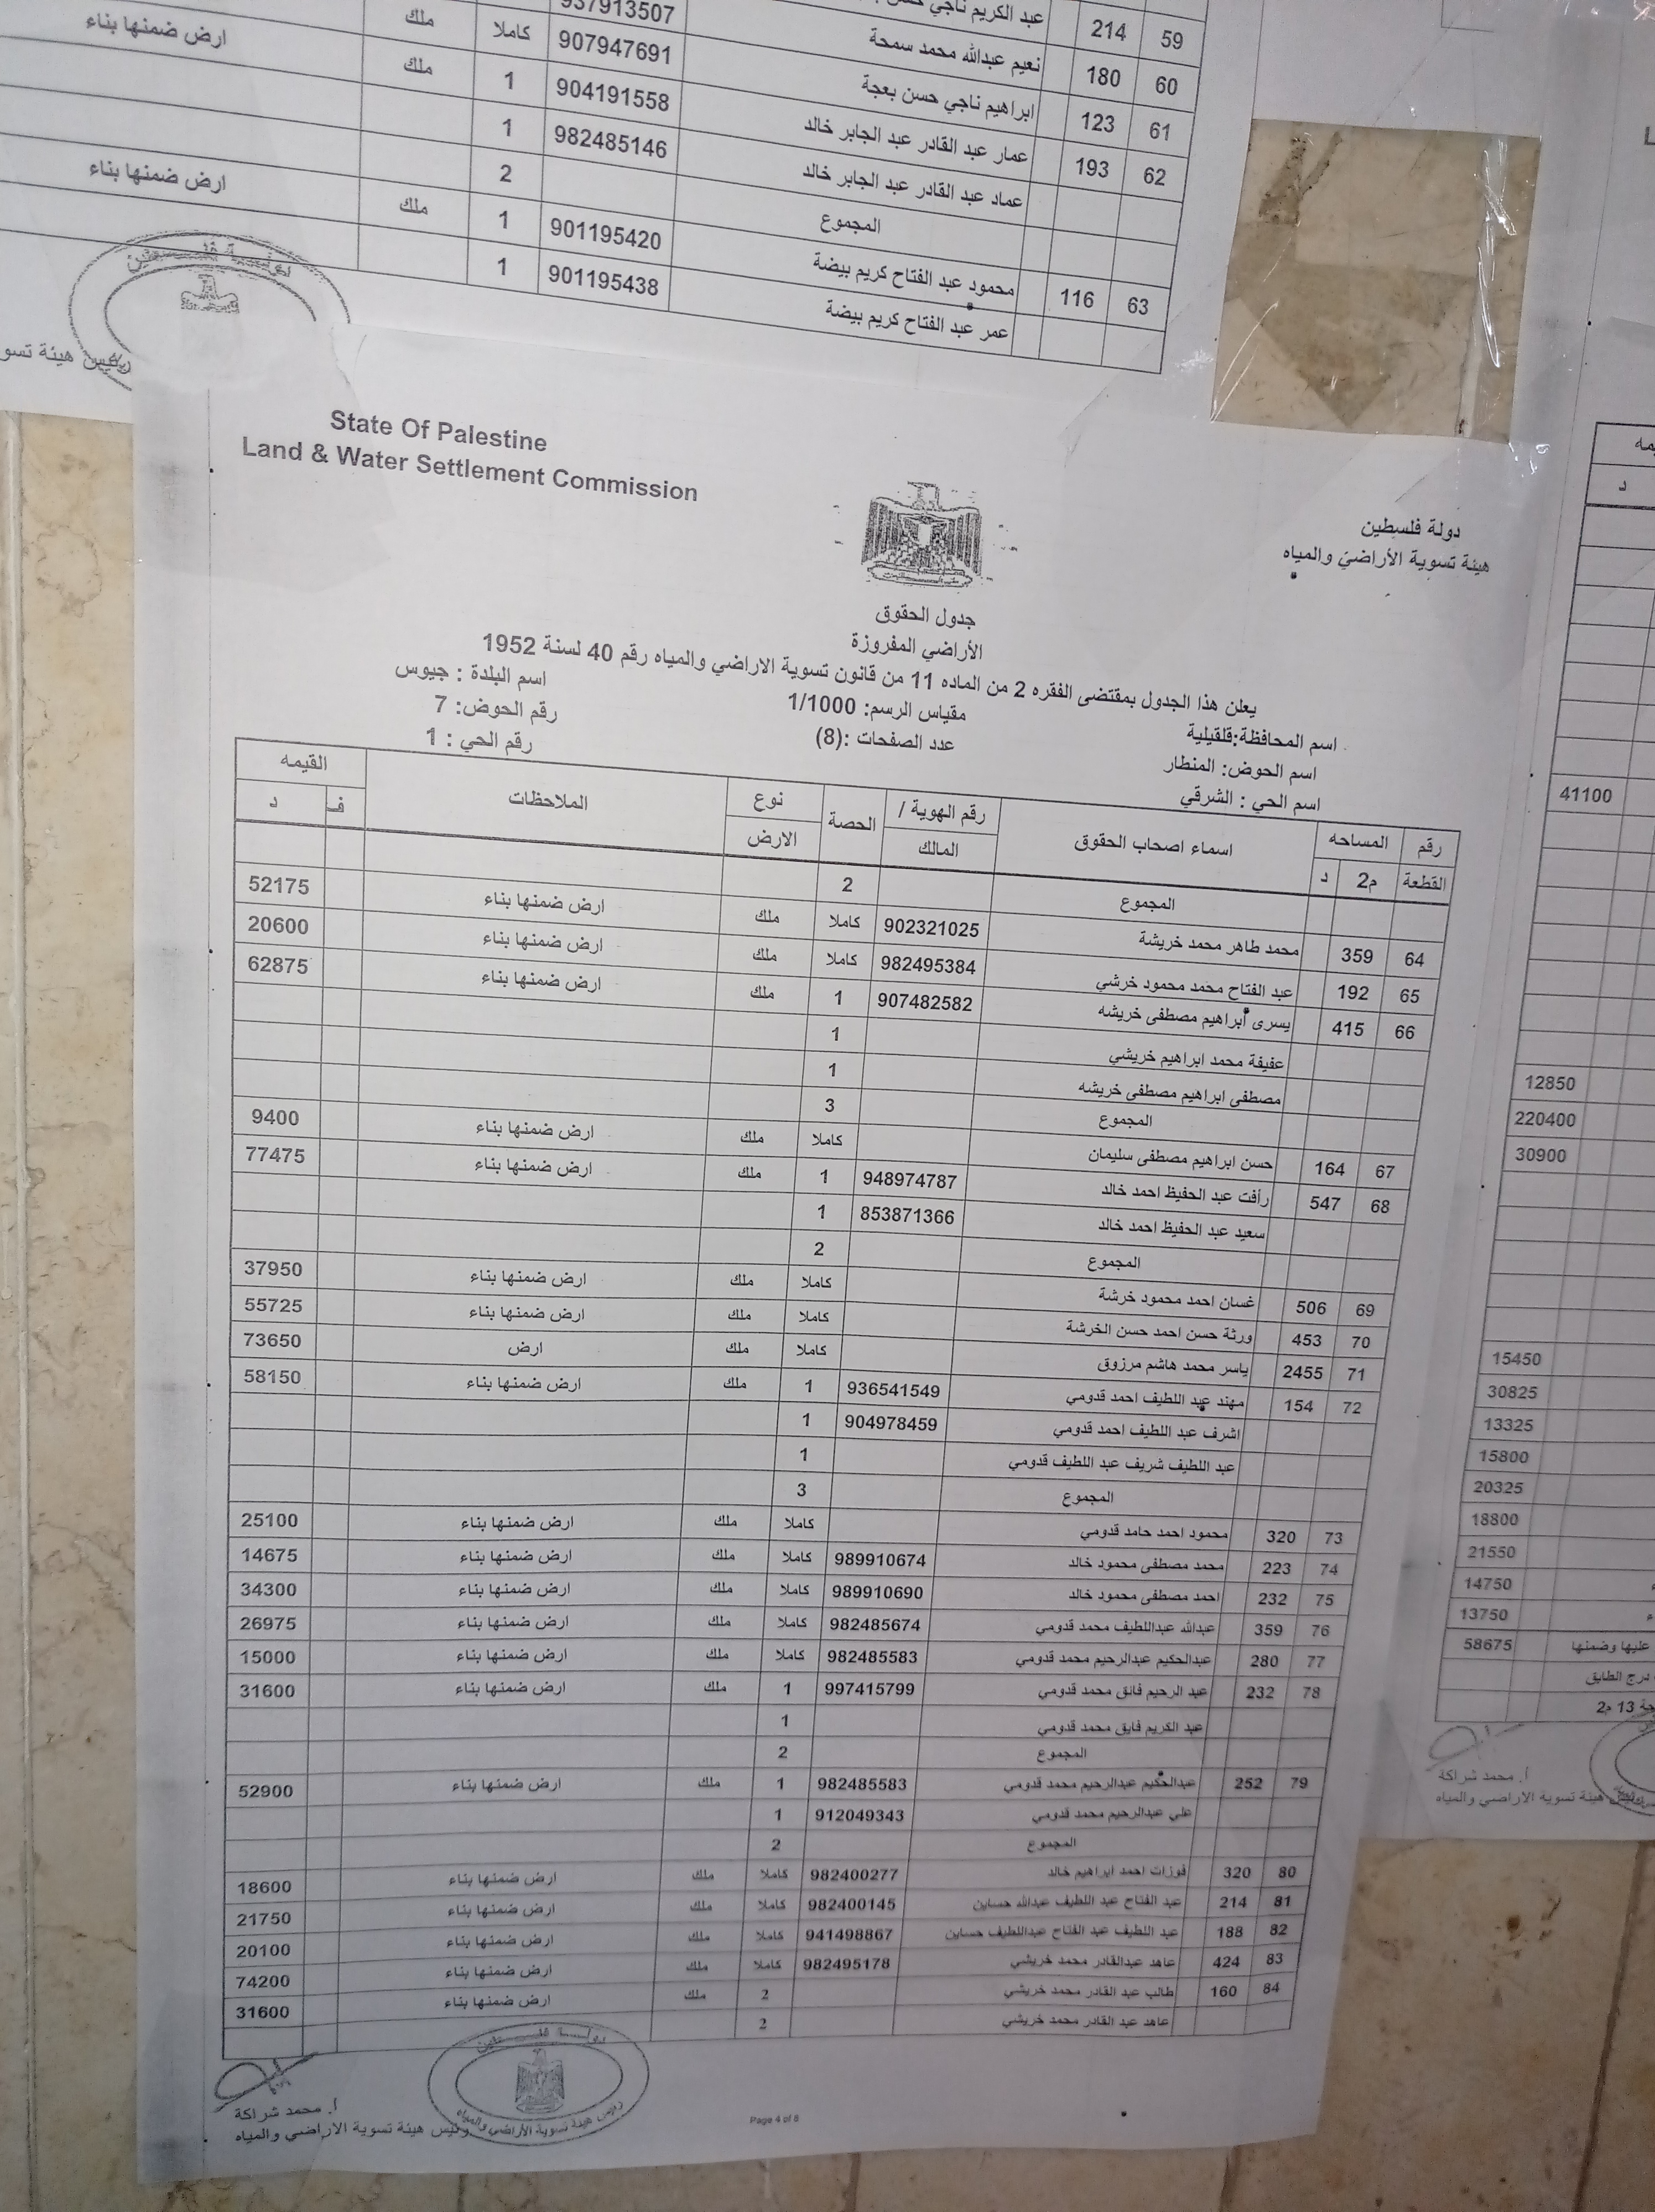 59 214 عبد الكريم ناجي 937913507
60 180 نعيم عبدالله محمد سمحة 907947691 كاملا ملك ارض ضمنها بناء
61 123 ابراهيم ناجي حسن بعجة 904191558 1 ملك
62 193 عمار عبد القادر عبد الجابر خالد 982485146 1
عماد عبد القادر عبد الجابر خالد 2
المجموع ارض ضمنها بناء
63 116 محمود عبد الفتاح كريم بيضة 901195420 1 ملك
عمر عبد الفتاح كريم بيضة 901195438 1
رئيس هيئة تسو
State Of Palestine
Land & Water Settlement Commission
دولة فلسطين
هيئة تسوية الأراضي والمياه
جدول الحقوق
الأراضي المفروزة
يعلن هذا الجدول بمقتضى الفقره 2 من الماده 11 من قانون تسوية الاراضي والمياه رقم 40 لسنة 1952
اسم المحافظة:قلقيلية مقياس الرسم: 1/1000 اسم البلدة : جيوس
اسم الحوض: المنطار عدد الصفحات :(8) رقم الحوض: 7
اسم الحي : الشرقي رقم الحي : 1
رقم القطعة المساحه م2 د اسماء اصحاب الحقوق رقم الهوية / المالك الحصة نوع الارض الملاحظات القيمه ف د
المجموع 2 ارض ضمنها بناء 52175
64 359 محمد طاهر محمد خريشة 902321025 كاملا ملك ارض ضمنها بناء 20600
65 192 عبد الفتاح محمد محمود خرشي 982495384 كاملا ملك ارض ضمنها بناء 62875
66 415 يسرى ابراهيم مصطفى خريشه 907482582 1 ملك
عفيفة محمد ابراهيم خريشي 1
مصطفى ابراهيم مصطفى خريشه 1
المجموع 3
67 164 حسن ابراهيم مصطفى سليمان كاملا ملك ارض ضمنها بناء 9400
68 547 رأفت عبد الحفيظ احمد خالد 948974787 1 ملك ارض ضمنها بناء 77475
سعيد عبد الحفيظ احمد خالد 853871366 1
المجموع 2
69 506 غسان احمد محمود خرشة كاملا ملك ارض ضمنها بناء 37950
70 453 ورثة حسن احمد حسن الخرشة كاملا ملك ارض ضمنها بناء 55725
71 2455 ياسر محمد هاشم مرزوق كاملا ملك ارض 73650
72 154 مهند عبد اللطيف احمد قدومي 936541549 1 ملك ارض ضمنها بناء 58150
اشرف عبد اللطيف احمد قدومي 904978459 1
عبد اللطيف شريف عبد اللطيف قدومي 1
المجموع 3
73 320 محمود احمد حامد قدومي كاملا ملك ارض ضمنها بناء 25100
74 223 محمد مصطفى محمود خالد 989910674 كاملا ملك ارض ضمنها بناء 14675
75 232 احمد مصطفى محمود خالد 989910690 كاملا ملك ارض ضمنها بناء 34300
76 359 عبدالله عبداللطيف محمد قدومي 982485674 كاملا ملك ارض ضمنها بناء 26975
77 280 عبدالحكيم عبدالرحيم محمد قدومي 982485583 كاملا ملك ارض ضمنها بناء 15000
78 232 عبد الرحيم فائق محمد قدومي 997415799 1 ملك ارض ضمنها بناء 31600
عبد الكريم فايق محمد قدومي 1
المجموع 2
79 252 عبدالحكيم عبدالرحيم محمد قدومي 982485583 1 ملك ارض ضمنها بناء 52900
علي عبدالرحيم محمد قدومي 912049343 1
المجموع 2
80 320 فوزات احمد ابراهيم خالد 982400277 كاملا ملك ارض ضمنها بناء 18600
81 214 عبد الفتاح عبد اللطيف عبدالله حساين 982400145 كاملا ملك ارض ضمنها بناء 21750
82 188 عبد اللطيف عبد الفتاح عبداللطيف حساين 941498867 كاملا ملك ارض ضمنها بناء 20100
83 424 عاهد عبدالقادر محمد خريشي 982495178 كاملا ملك ارض ضمنها بناء 74200
84 160 طالب عبد القادر محمد خريشي 2 ملك ارض ضمنها بناء 31600
عاهد عبد القادر محمد خريشي 2
أ. محمد شراكة
رئيس هيئة تسوية الاراضي والمياه
Page 4 of 8
د
41100
12850
220400
30900
15450
30825
13325
15800
20325
18800
21550
14750
13750
58675 عليها وضمنها
درج الطابق
13 م2
أ. محمد شراكة
رئيس هيئة تسوية الاراضي والمياه